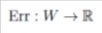 Err : W → ℝ